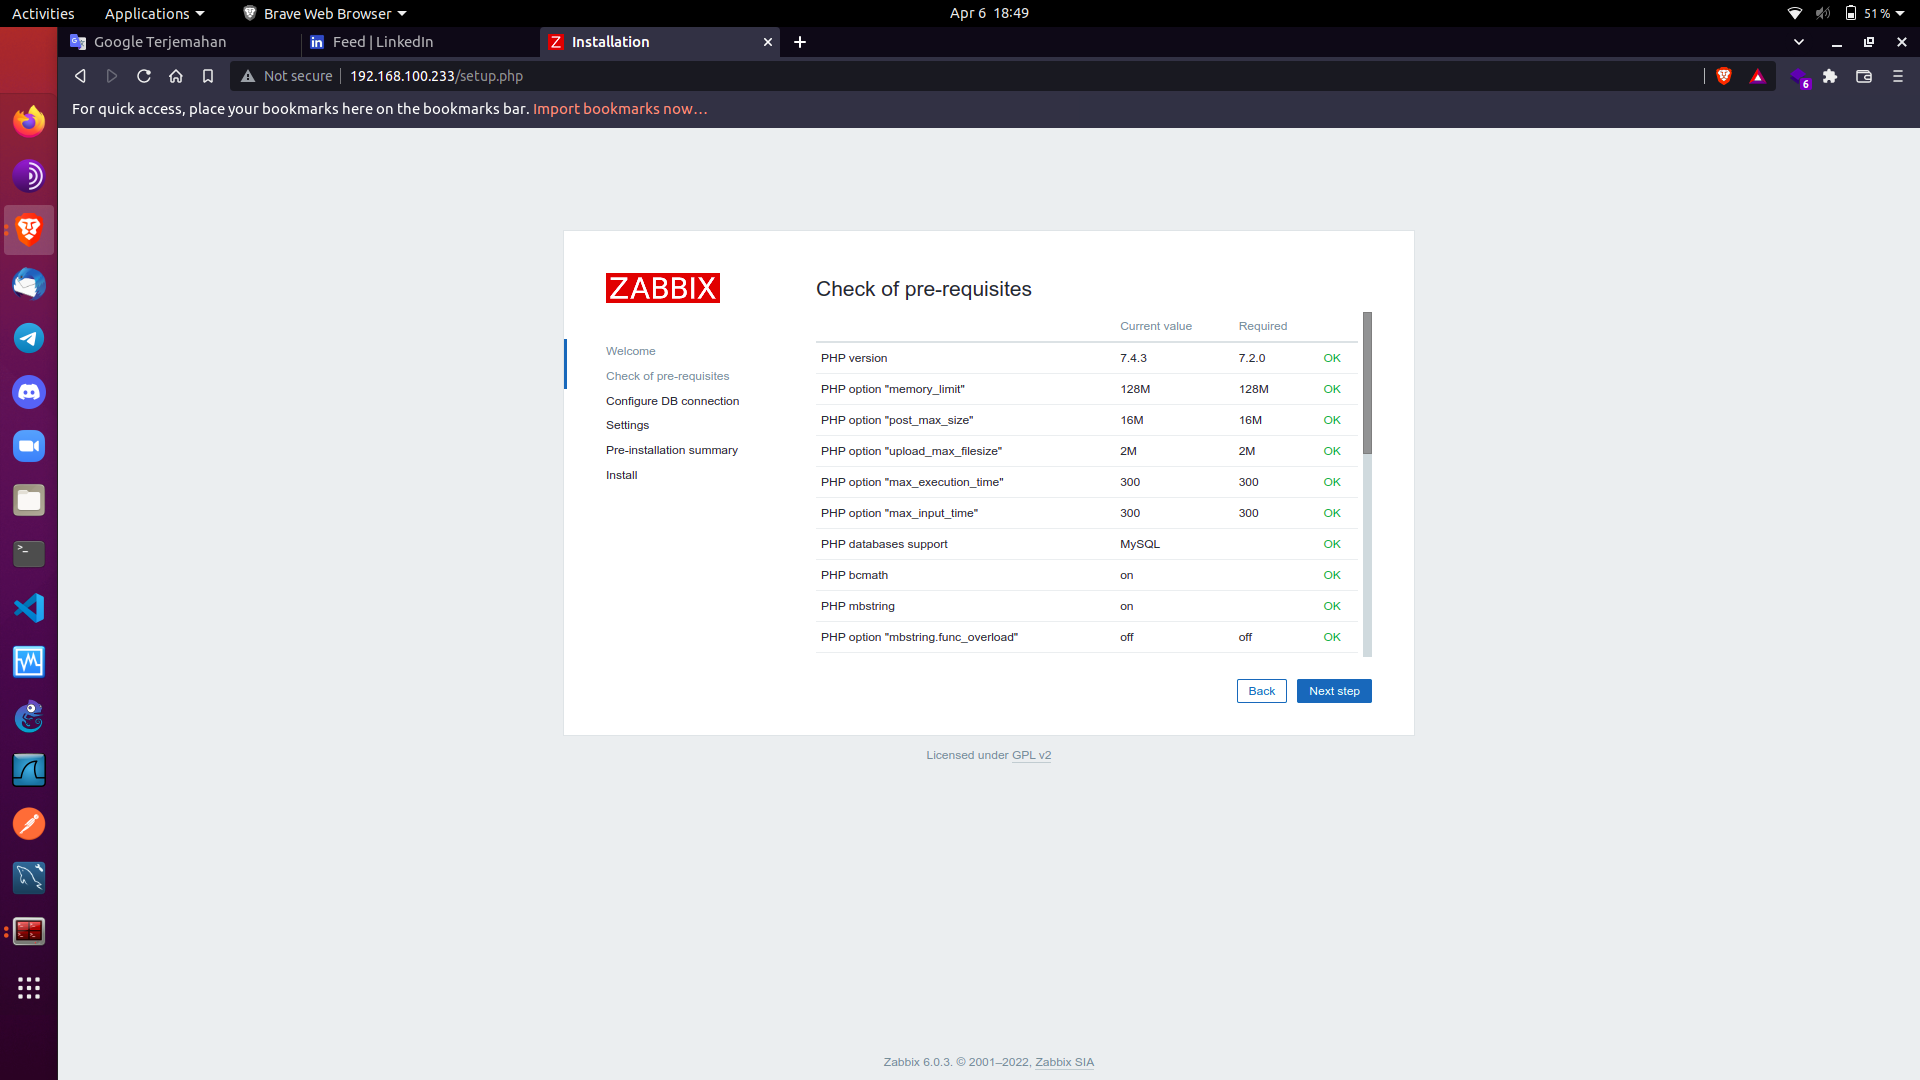 Activities Applications Brave Web Browser Apr 6 18:49 51 %
Google Terjemahan Feed | LinkedIn Z Installation
Not secure 192.168.100.233/setup.php 6
For quick access, place your bookmarks here on the bookmarks bar. Import bookmarks now…
ZABBIX
Welcome
Check of pre-requisites
Configure DB connection
Settings
Pre-installation summary
Install
Check of pre-requisites
Current value Required
PHP version 7.4.3 7.2.0 OK
PHP option "memory_limit" 128M 128M OK
PHP option "post_max_size" 16M 16M OK
PHP option "upload_max_filesize" 2M 2M OK
PHP option "max_execution_time" 300 300 OK
PHP option "max_input_time" 300 300 OK
PHP databases support MySQL OK
PHP bcmath on OK
PHP mbstring on OK
PHP option "mbstring.func_overload" off off OK
Back Next step
Licensed under GPL v2
Zabbix 6.0.3. © 2001–2022, Zabbix SIA